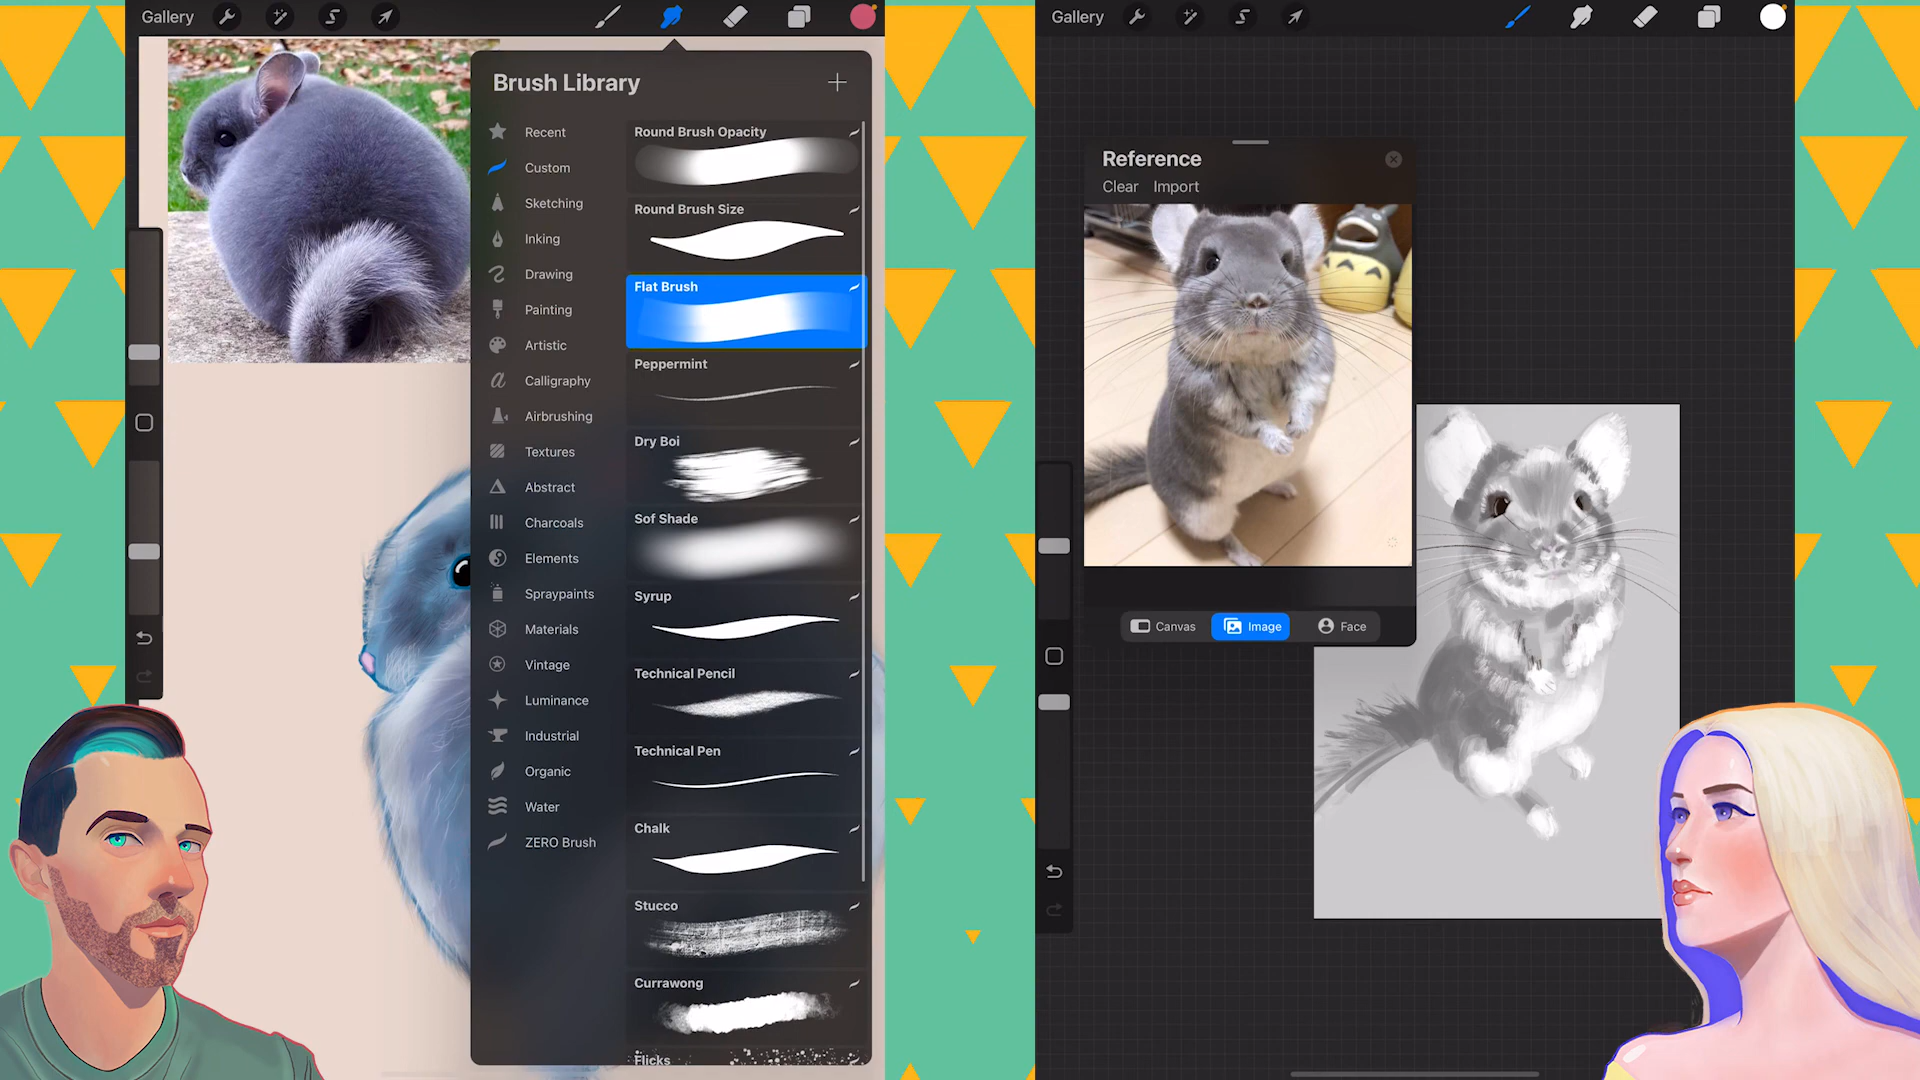 Gallery
Brush Library
Recent
Custom
Sketching
Inking
Drawing
Painting
Artistic
Calligraphy
Airbrushing
Textures
Abstract
Charcoals
Elements
Spraypaints
Materials
Vintage
Luminance
Industrial
Organic
Water
ZERO Brush
Round Brush Opacity
Round Brush Size
Flat Brush
Peppermint
Dry Boi
Sof Shade
Syrup
Technical Pencil
Technical Pen
Chalk
Stucco
Currawong
Flicks
Gallery
Reference
Clear Import
Canvas Image Face